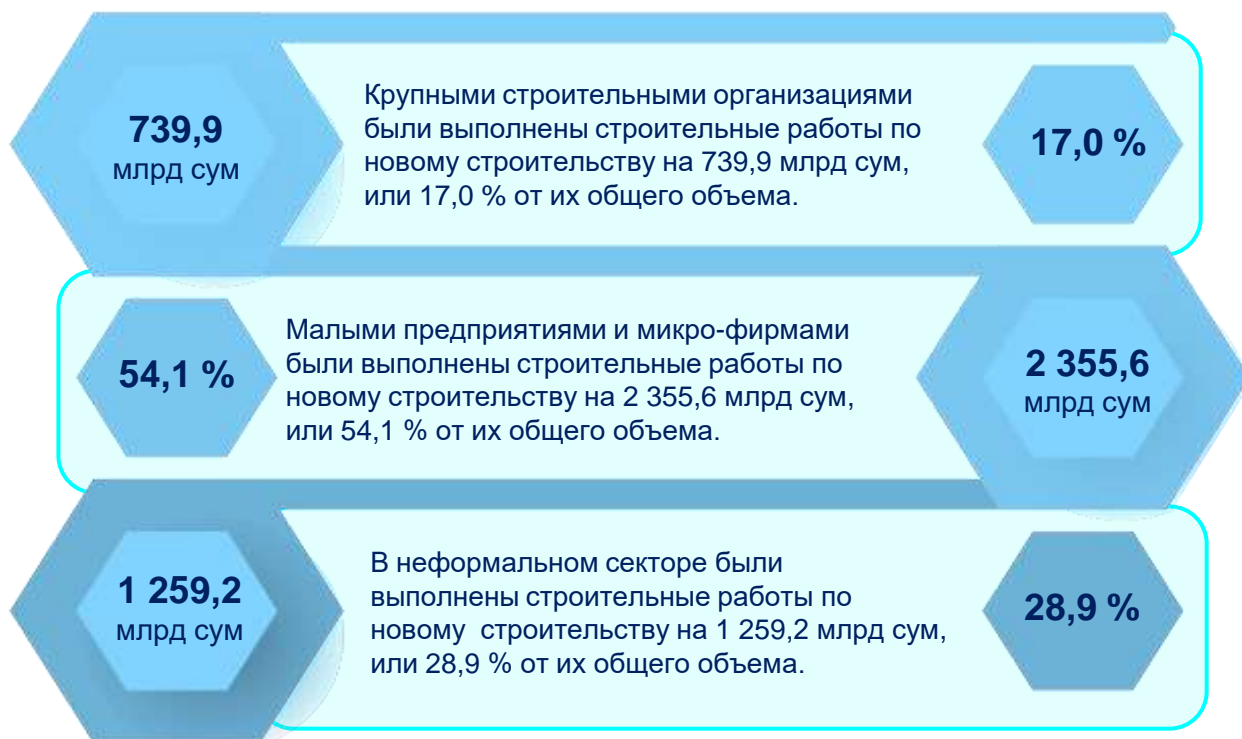 739,9
млрд сум
Крупными строительными организациями
были выполнены строительные работы по
новому строительству на 739,9 млрд сум,
или 17,0 % от их общего объема.
17,0 %
54,1 %
Малыми предприятиями и микро-фирмами
были выполнены строительные работы по
новому строительству на 2 355,6 млрд сум,
или 54,1 % от их общего объема.
2 355,6
млрд сум
1 259,2
млрд сум
В неформальном секторе были
выполнены строительные работы по
новому строительству на 1 259,2 млрд сум,
или 28,9 % от их общего объема.
28,9 %